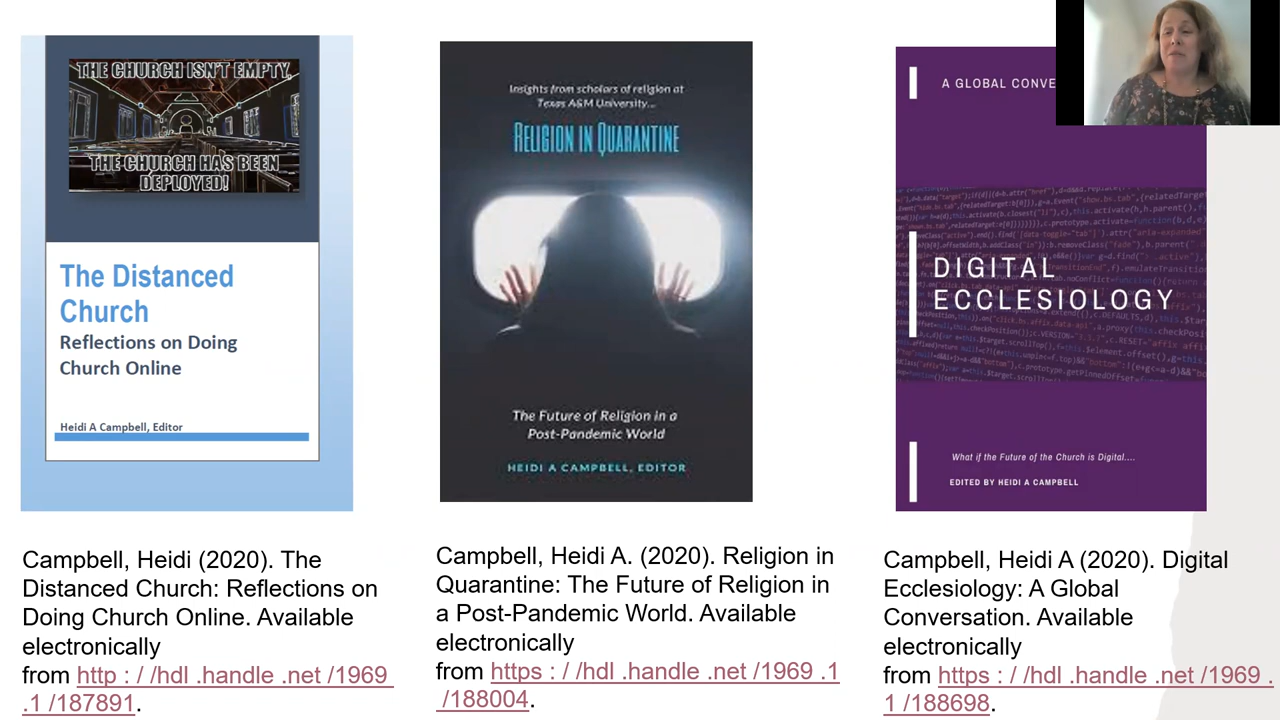 THE CHURCH ISN'T EMPTY,
THE CHURCH HAS BEEN
DEPLOYED!
The Distanced
Church
Reflections on Doing
Church Online
Heidi A Campbell, Editor
Insights from scholars of religion at
Texas A&M University...
RELIGION IN QUARANTINE
The Future of Religion in a
Post-Pandemic World
HEIDI A CAMPBELL, EDITOR
A GLOBAL CONVE
DIGITAL
ECCLESIOLOGY
What if the Future of the Church is Digital....
EDITED BY HEIDI A CAMPBELL
Campbell, Heidi (2020). The
Distanced Church: Reflections on
Doing Church Online. Available
electronically
from http : / /hdl .handle .net /1969
.1 /187891.
Campbell, Heidi A. (2020). Religion in
Quarantine: The Future of Religion in
a Post-Pandemic World. Available
electronically
from https : / /hdl .handle .net /1969 .1
/188004.
Campbell, Heidi A (2020). Digital
Ecclesiology: A Global
Conversation. Available
electronically
from https : / /hdl .handle .net /1969 .
1 /188698.